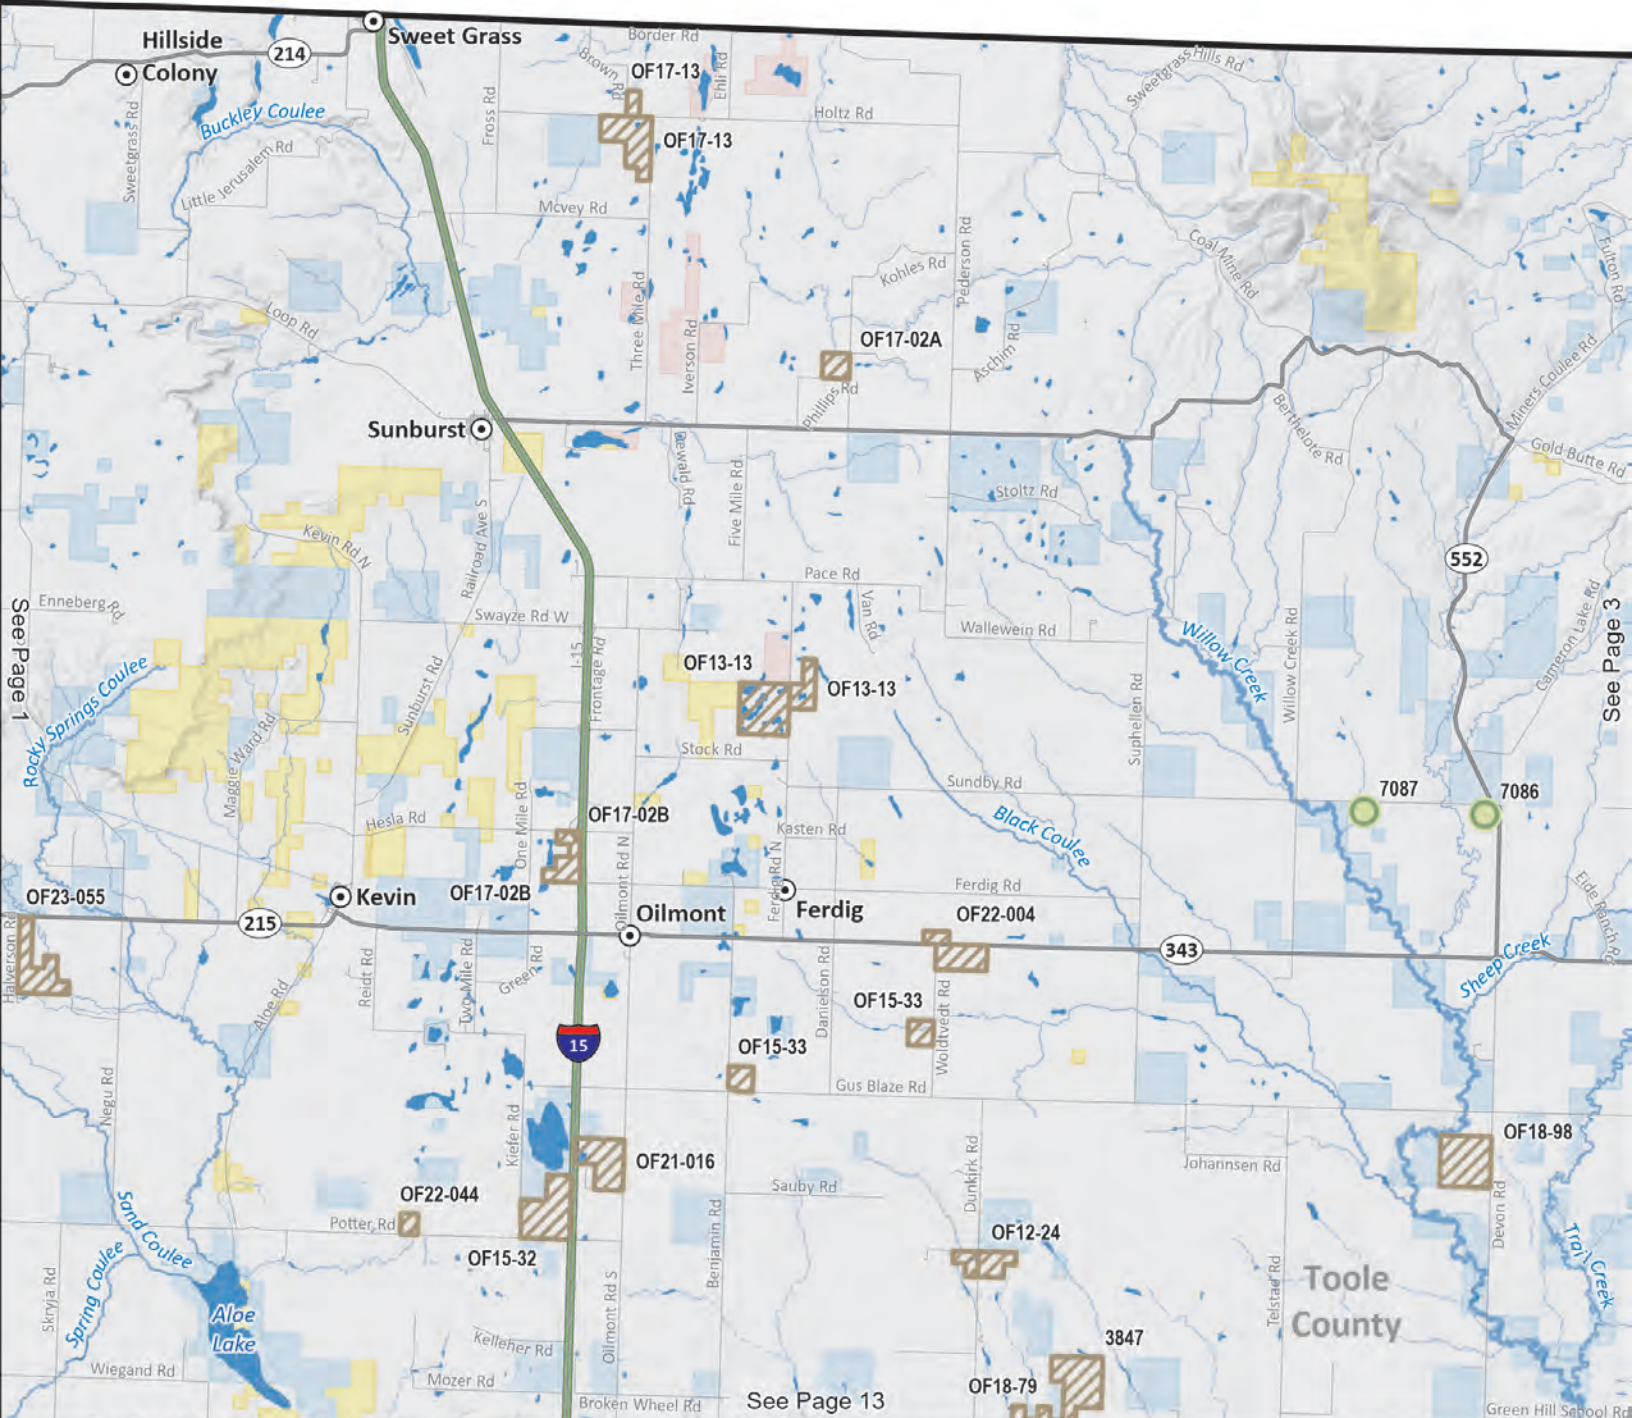 Hillside
Colony
214
Sweet Grass
Border Rd
Brown Rd
OF17-13
Ehli Rd
Sweetgrass Hills Rd
Holtz Rd
Buckley Coulee
Sweetgrass Rd
Fross Rd
OF17-13
Little Jerusalem Rd
Mcvey Rd
Pederson Rd
Coal Mine Rd
Fulton Rd
Kohles Rd
Three Mile Rd
Iverson Rd
Loop Rd
OF17-02A
Aschim Rd
Phillips Rd
Miners Coulee Rd
Berthelote Rd
Sunburst
Gold Butte Rd
Dewald Rd
Five Mile Rd
Stoltz Rd
Railroad Ave S
Kevin Rd N
552
Pace Rd
Van Rd
Enneberg Rd
Swayze Rd W
Wallewein Rd
Willow Creek
Willow Creek Rd
Cameron Lake Rd
See Page 1
See Page 3
I-15
Frontage Rd
OF13-13
OF13-13
Rocky Springs Coulee
Sunburst Rd
Suphellen Rd
Maggie Ward Rd
Stock Rd
Sundby Rd
7087
7086
Hesla Rd
One Mile Rd
OF17-02B
Kasten Rd
Black Coulee
Oilmont Rd N
Ferdig Rd N
OF23-055
Kevin
OF17-02B
Ferdig Rd
Eide Ranch Rd
215
Oilmont
Ferdig
OF22-004
343
Sheep Creek
Halverson Rd
Reidt Rd
Two Mile Rd
Green Rd
Danielson Rd
Aloe Rd
OF15-33
Woldtvedt Rd
15
OF15-33
Gus Blaze Rd
Negu Rd
Kiefer Rd
OF21-016
Dunkirk Rd
Johannsen Rd
OF18-98
OF22-044
Sauby Rd
Potter Rd
OF15-32
Benjamin Rd
OF12-24
Devon Rd
Sand Coulee
Spring Coulee
Skryja Rd
Oilmont Rd S
Telstad Rd
Toole
County
Trail Creek
Aloe
Lake
Kelleher Rd
3847
Wiegand Rd
Mozer Rd
OF18-79
Broken Wheel Rd
See Page 13
Green Hill School Rd